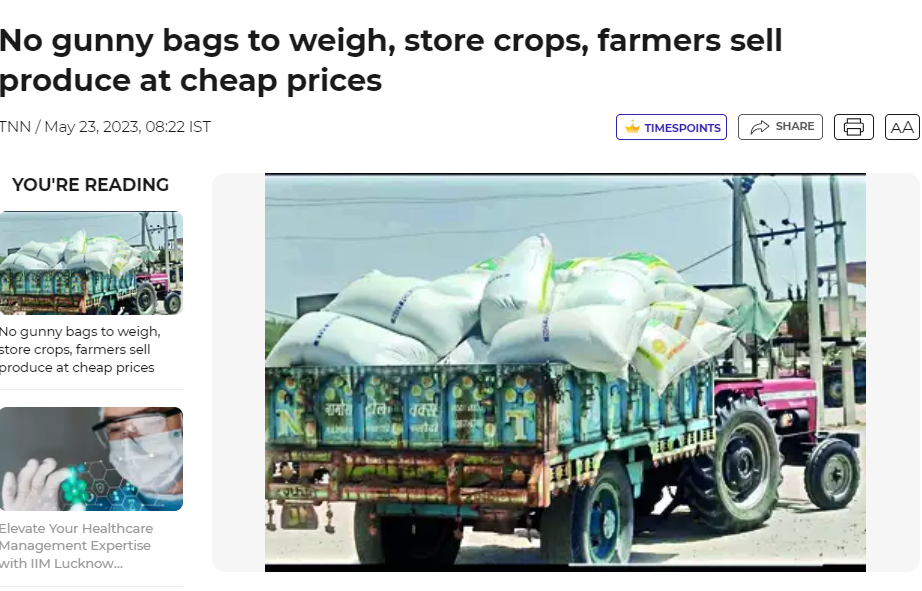 No gunny bags to weigh, store crops, farmers sell
produce at cheap prices
TNN / May 23, 2023, 08:22 IST
TIMESPOINTS
SHARE
AA
YOU'RE READING
No gunny bags to weigh,
store crops, farmers sell
produce at cheap prices
Elevate Your Healthcare
Management Expertise
with IIM Lucknow...
N
नागौरी
वर्क्स
T